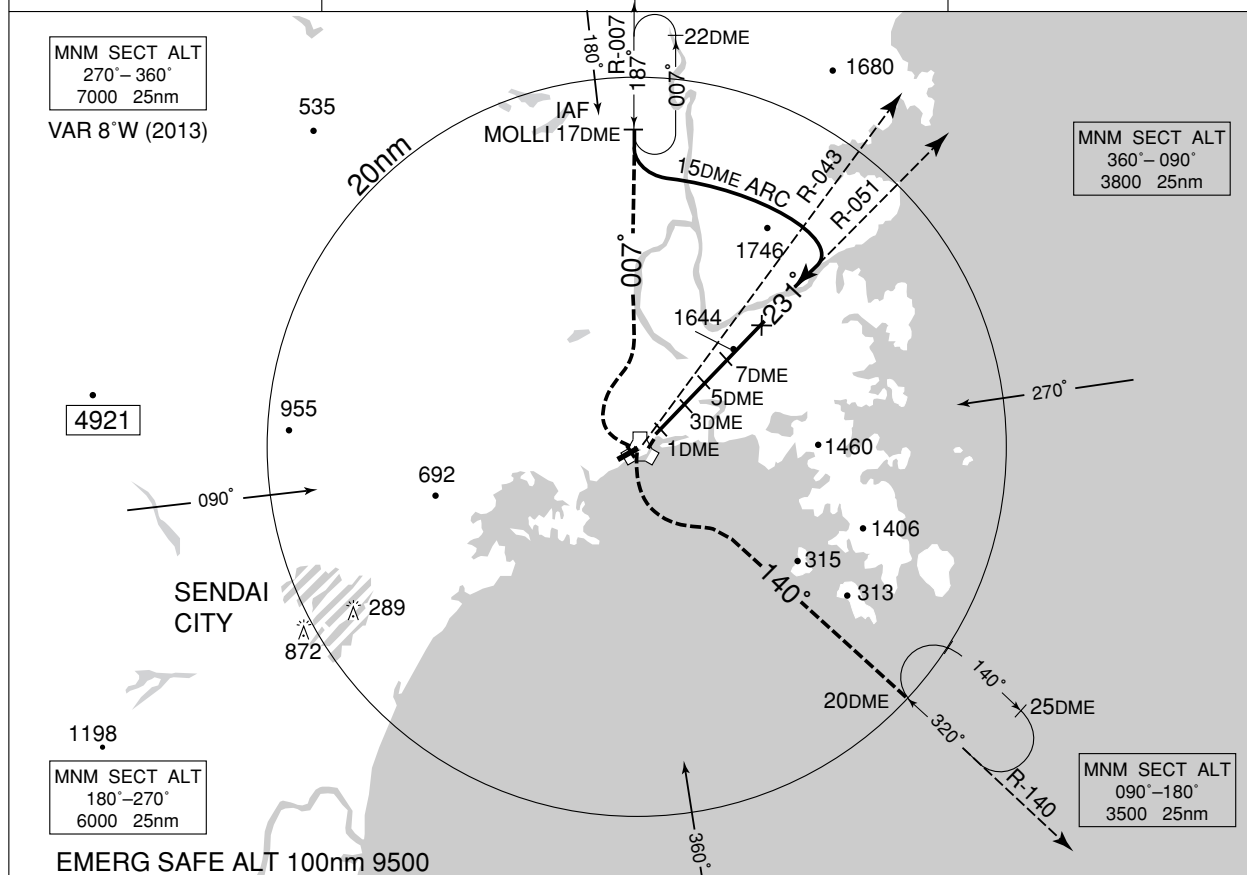 MNM SECT ALT
270°–360°
7000 25nm
VAR 8°W (2013)
535
20nm
180°
R-007
187°
007°
22DME
IAF
MOLLI 17DME
15DME ARC
1680
R-043
R-051
MNM SECT ALT
360°–090°
3800 25nm
1746
007°
231°
1644
7DME
5DME
3DME
1DME
270°
4921
955
692
1460
090°
1406
315
313
140°
SENDAI
CITY
289
872
140°
20DME
25DME
320°
R-140
1198
MNM SECT ALT
180°–270°
6000 25nm
MNM SECT ALT
090°–180°
3500 25nm
360°
EMERG SAFE ALT 100nm 9500